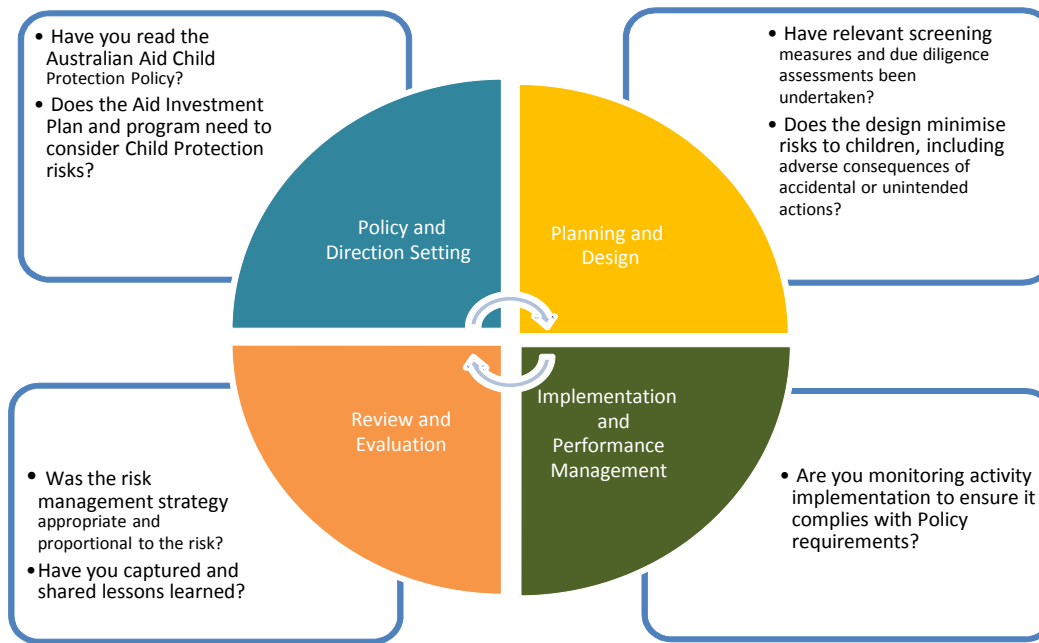 • Have you read the
Australian Aid Child
Protection Policy?
• Does the Aid Investment
Plan and program need to
consider Child Protection
risks?
• Have relevant screening
measures and due diligence
assessments been
undertaken?
• Does the design minimise
risks to children, including
adverse consequences of
accidental or unintended
actions?
Policy and
Direction Setting
Planning and
Design
Review and
Evaluation
Implementation
and
Performance
Management
• Was the risk
management strategy
appropriate and
proportional to the risk?
•Have you captured and
shared lessons learned?
• Are you monitoring activity
implementation to ensure it
complies with Policy
requirements?